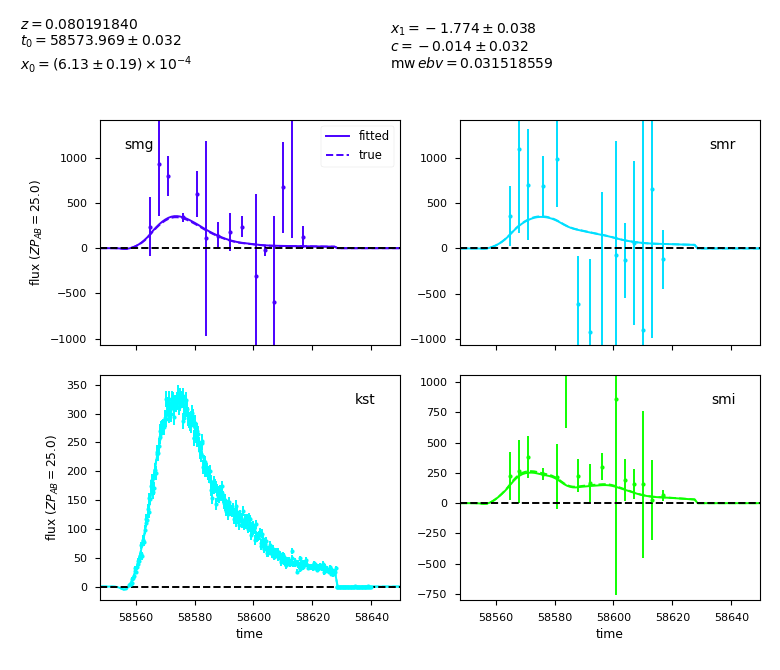 z = 0.080191840
t₀ = 58573.969 ± 0.032
x₀ = (6.13 ± 0.19) × 10⁻⁴
x₁ = −1.774 ± 0.038
c = −0.014 ± 0.032
mw ebv = 0.031518559
smg
fitted
true
1000
500
0
−500
−1000
flux (ZP_AB = 25.0)
smr
1000
500
0
−500
−1000
kst
350
300
250
200
150
100
50
0
flux (ZP_AB = 25.0)
58560 58580 58600 58620 58640
time
smi
1000
750
500
250
0
−250
−500
−750
58560 58580 58600 58620 58640
time